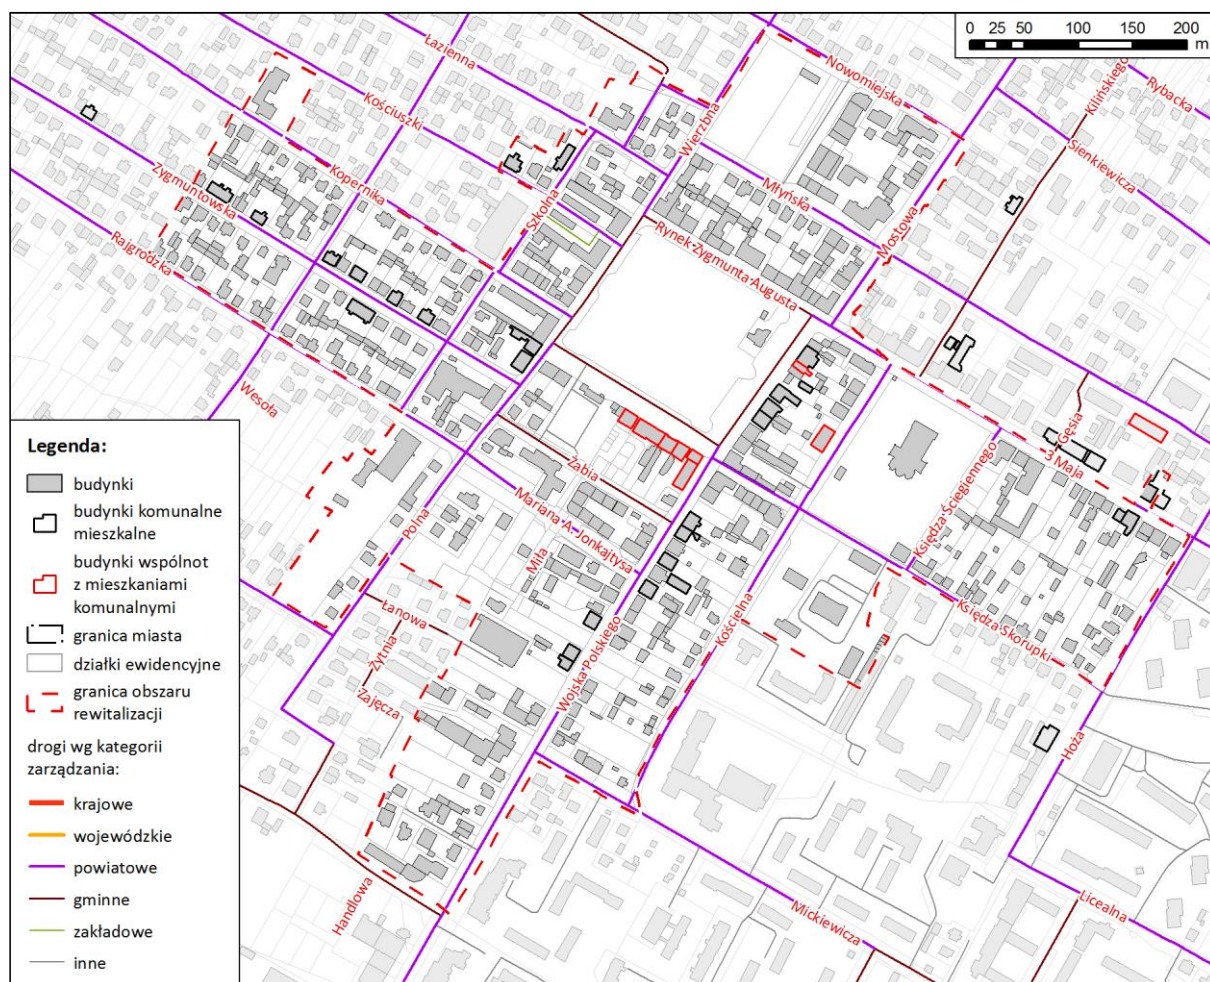 0 25 50 100 150 200
m
Łazienna
Kościuszki
Kopernika
Zygmuntowska
Rajgrodzka
Szkolna
Wierzbna
Nowomiejska
Kilińskiego
Rybacka
Sienkiewicza
Młyńska
Mostowa
Rynek Zygmunta Augusta
Wesoła
Polna
Żabia
Mariana A. Jonkajtysa
Miła
Gęsia
3 Maja
Księdza Ściegiennego
Księdza Skorupki
Kościelna
Wojska Polskiego
Łanowa
Żytnia
Zajęcza
Hoża
Handlowa
Mickiewicza
Licealna
Legenda:
budynki
budynki komunalne
mieszkalne
budynki wspólnot
z mieszkaniami
komunalnymi
granica miasta
działki ewidencyjne
granica obszaru
rewitalizacji
drogi wg kategorii
zarządzania:
krajowe
wojewódzkie
powiatowe
gminne
zakładowe
inne